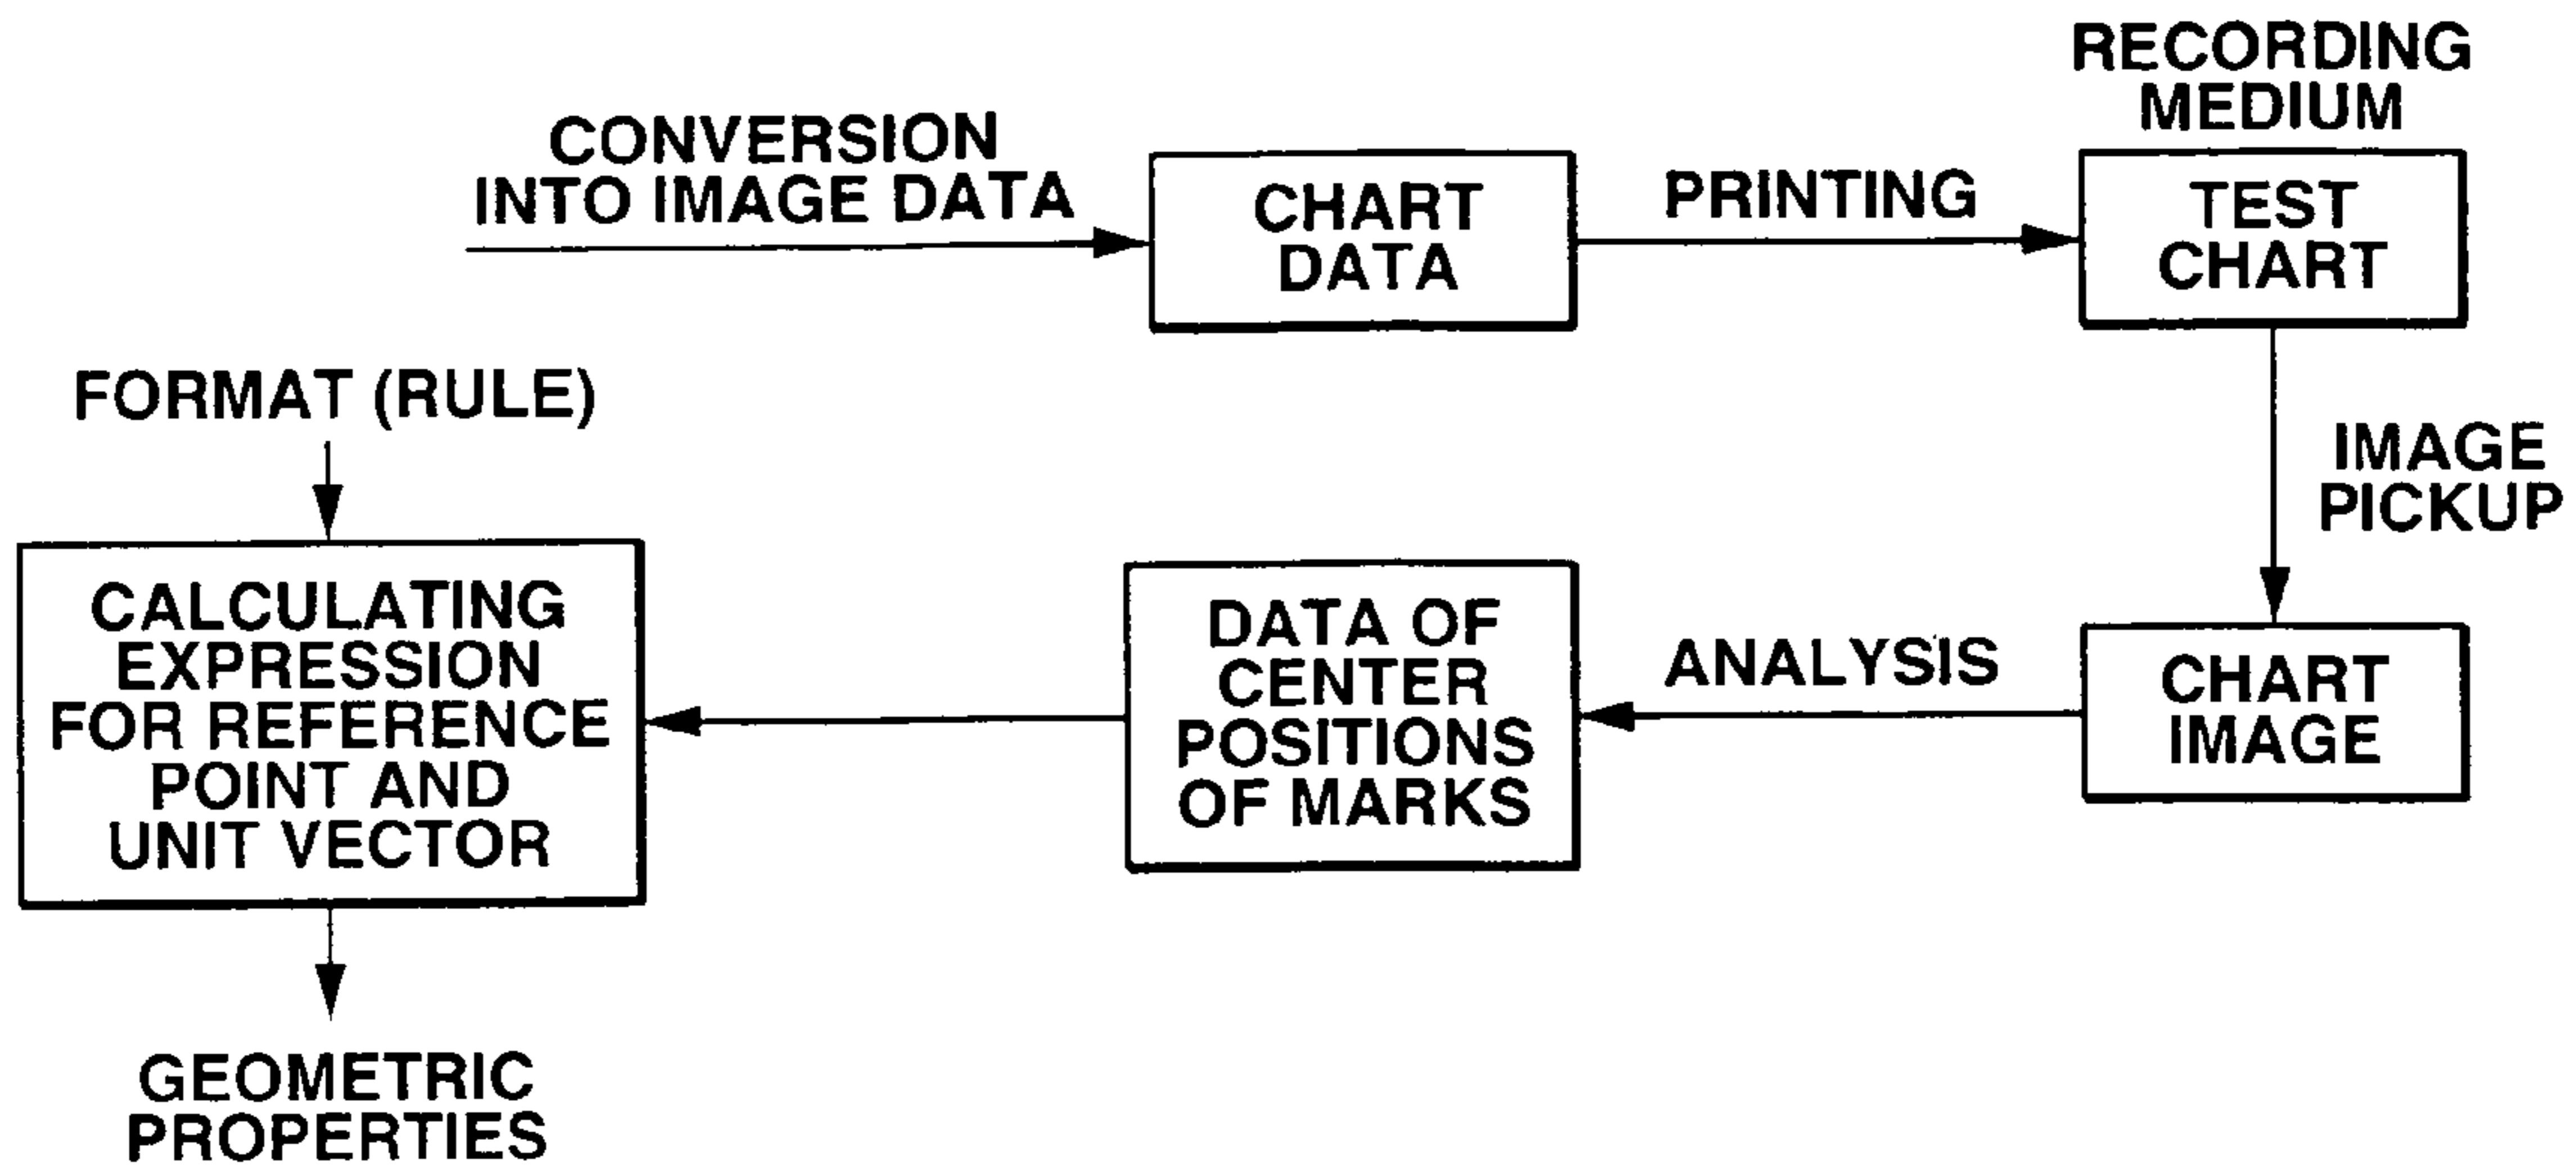 RECORDING
MEDIUM
CONVERSION
INTO IMAGE DATA
CHART
DATA
PRINTING
TEST
CHART
FORMAT (RULE)
IMAGE
PICKUP
CALCULATING
EXPRESSION
FOR REFERENCE
POINT AND
UNIT VECTOR
DATA OF
CENTER
POSITIONS
OF MARKS
ANALYSIS
CHART
IMAGE
GEOMETRIC
PROPERTIES